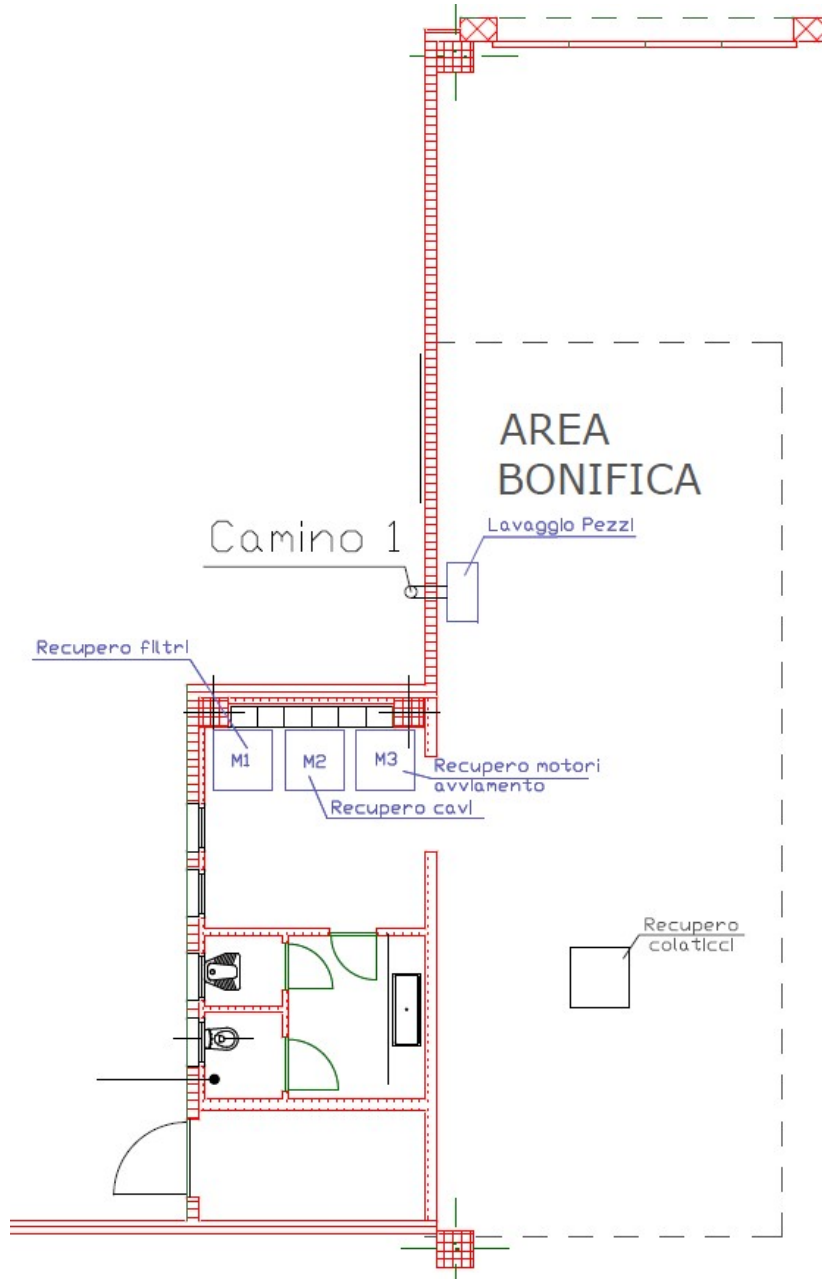 AREA
BONIFICA
Lavaggio Pezzi
Camino 1
Recupero filtri
M1
M2
M3
Recupero motori
avviamento
Recupero cavi
Recupero
colaticci